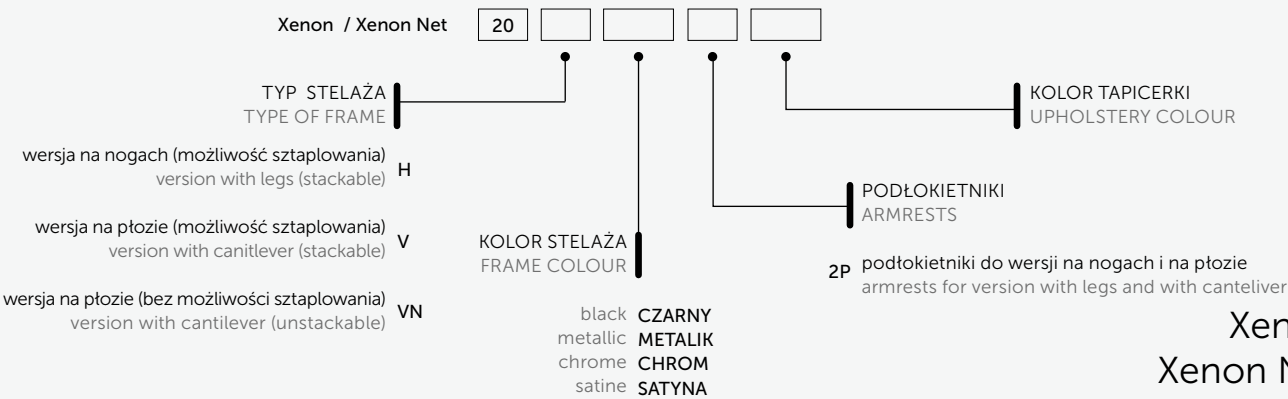 Xenon / Xenon Net 20
TYP STELAŻA
TYPE OF FRAME
wersja na nogach (możliwość sztaplowania)
version with legs (stackable)
H
wersja na płozie (możliwość sztaplowania)
version with canitlever (stackable)
V
wersja na płozie (bez możliwości sztaplowania)
version with cantilever (unstackable)
VN
KOLOR STELAŻA
FRAME COLOUR
black CZARNY
metallic METALIK
chrome CHROM
satine SATYNA
PODŁOKIETNIKI
ARMRESTS
2P podłokietniki do wersji na nogach i na płozie
armrests for version with legs and with canteliver
KOLOR TAPICERKI
UPHOLSTERY COLOUR
Xen
Xenon N